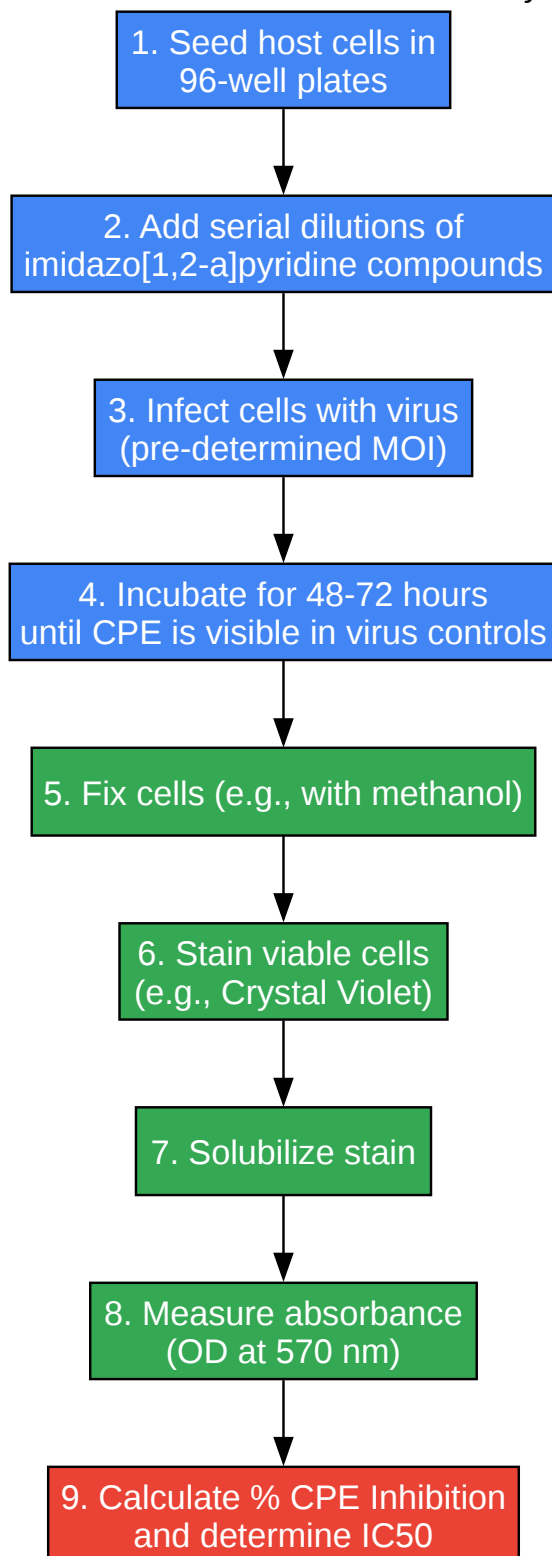 1. Seed host cells in
96-well plates
2. Add serial dilutions of
imidazo[1,2-a]pyridine compounds
3. Infect cells with virus
(pre-determined MOI)
4. Incubate for 48-72 hours
until CPE is visible in virus controls
5. Fix cells (e.g., with methanol)
6. Stain viable cells
(e.g., Crystal Violet)
7. Solubilize stain
8. Measure absorbance
(OD at 570 nm)
9. Calculate % CPE Inhibition
and determine IC50